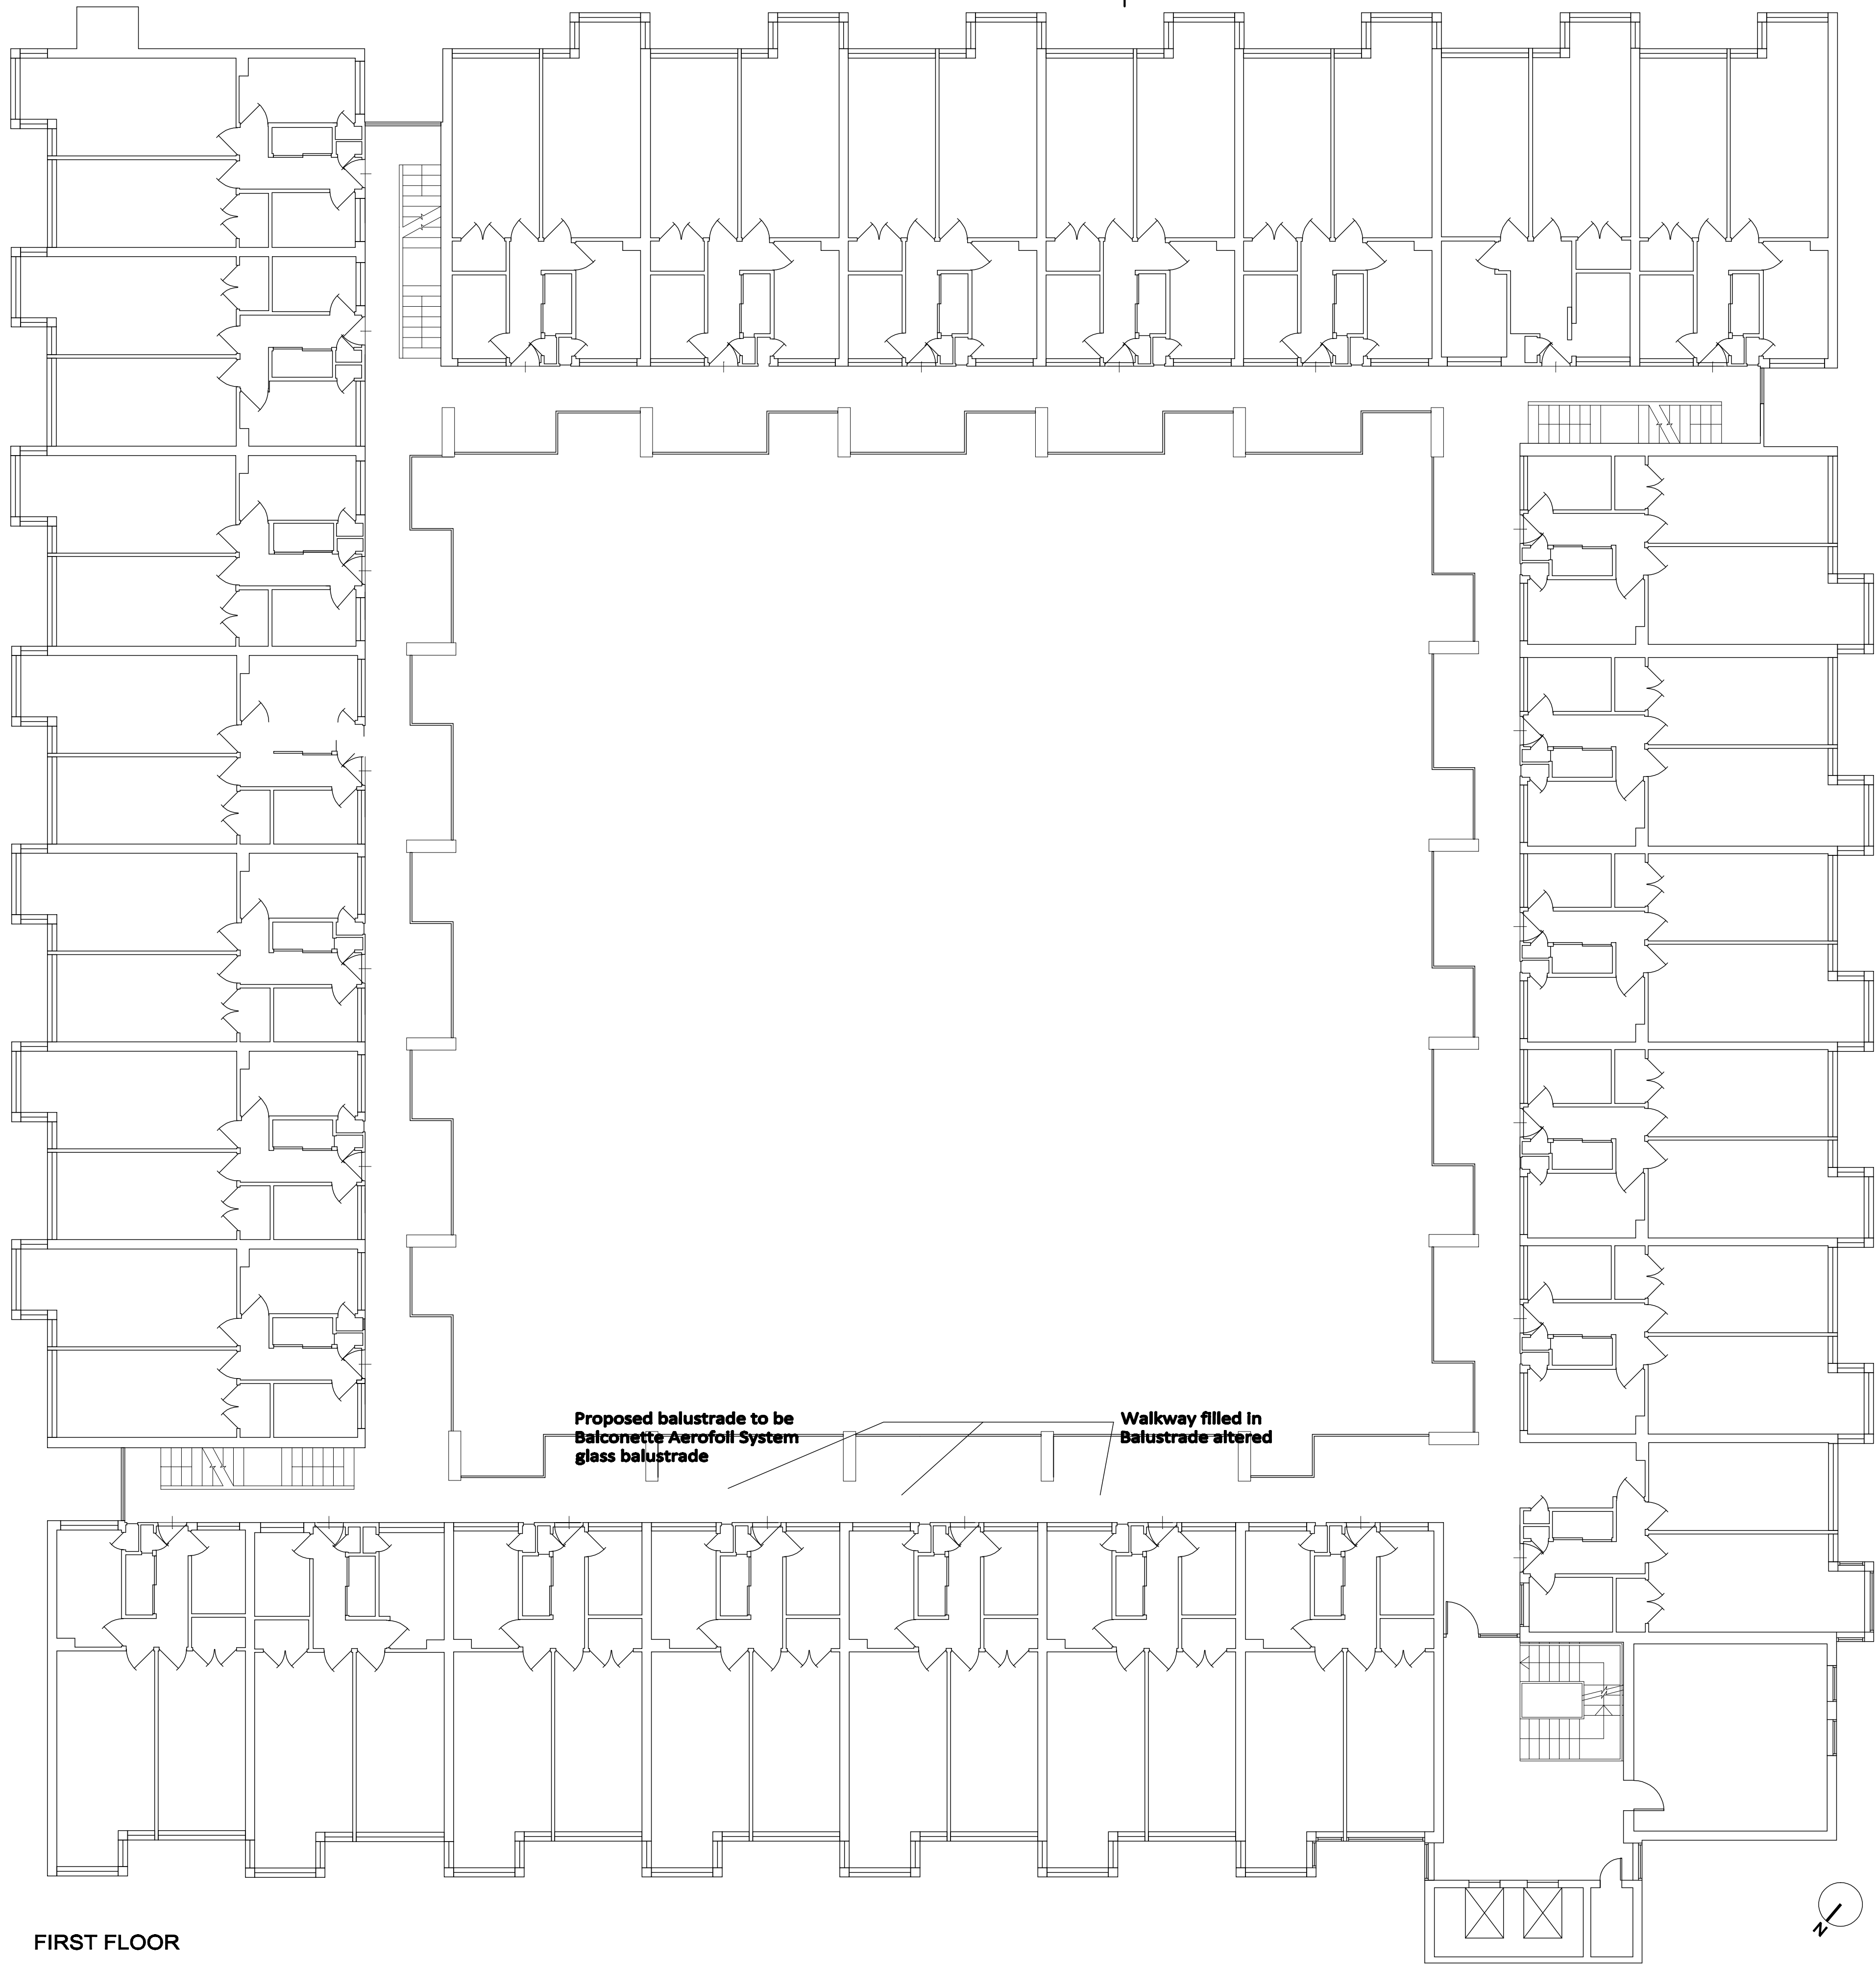 Proposed balustrade to be
Balconette Aerofoil System
glass balustrade
Walkway filled in
Balustrade altered
FIRST FLOOR
N